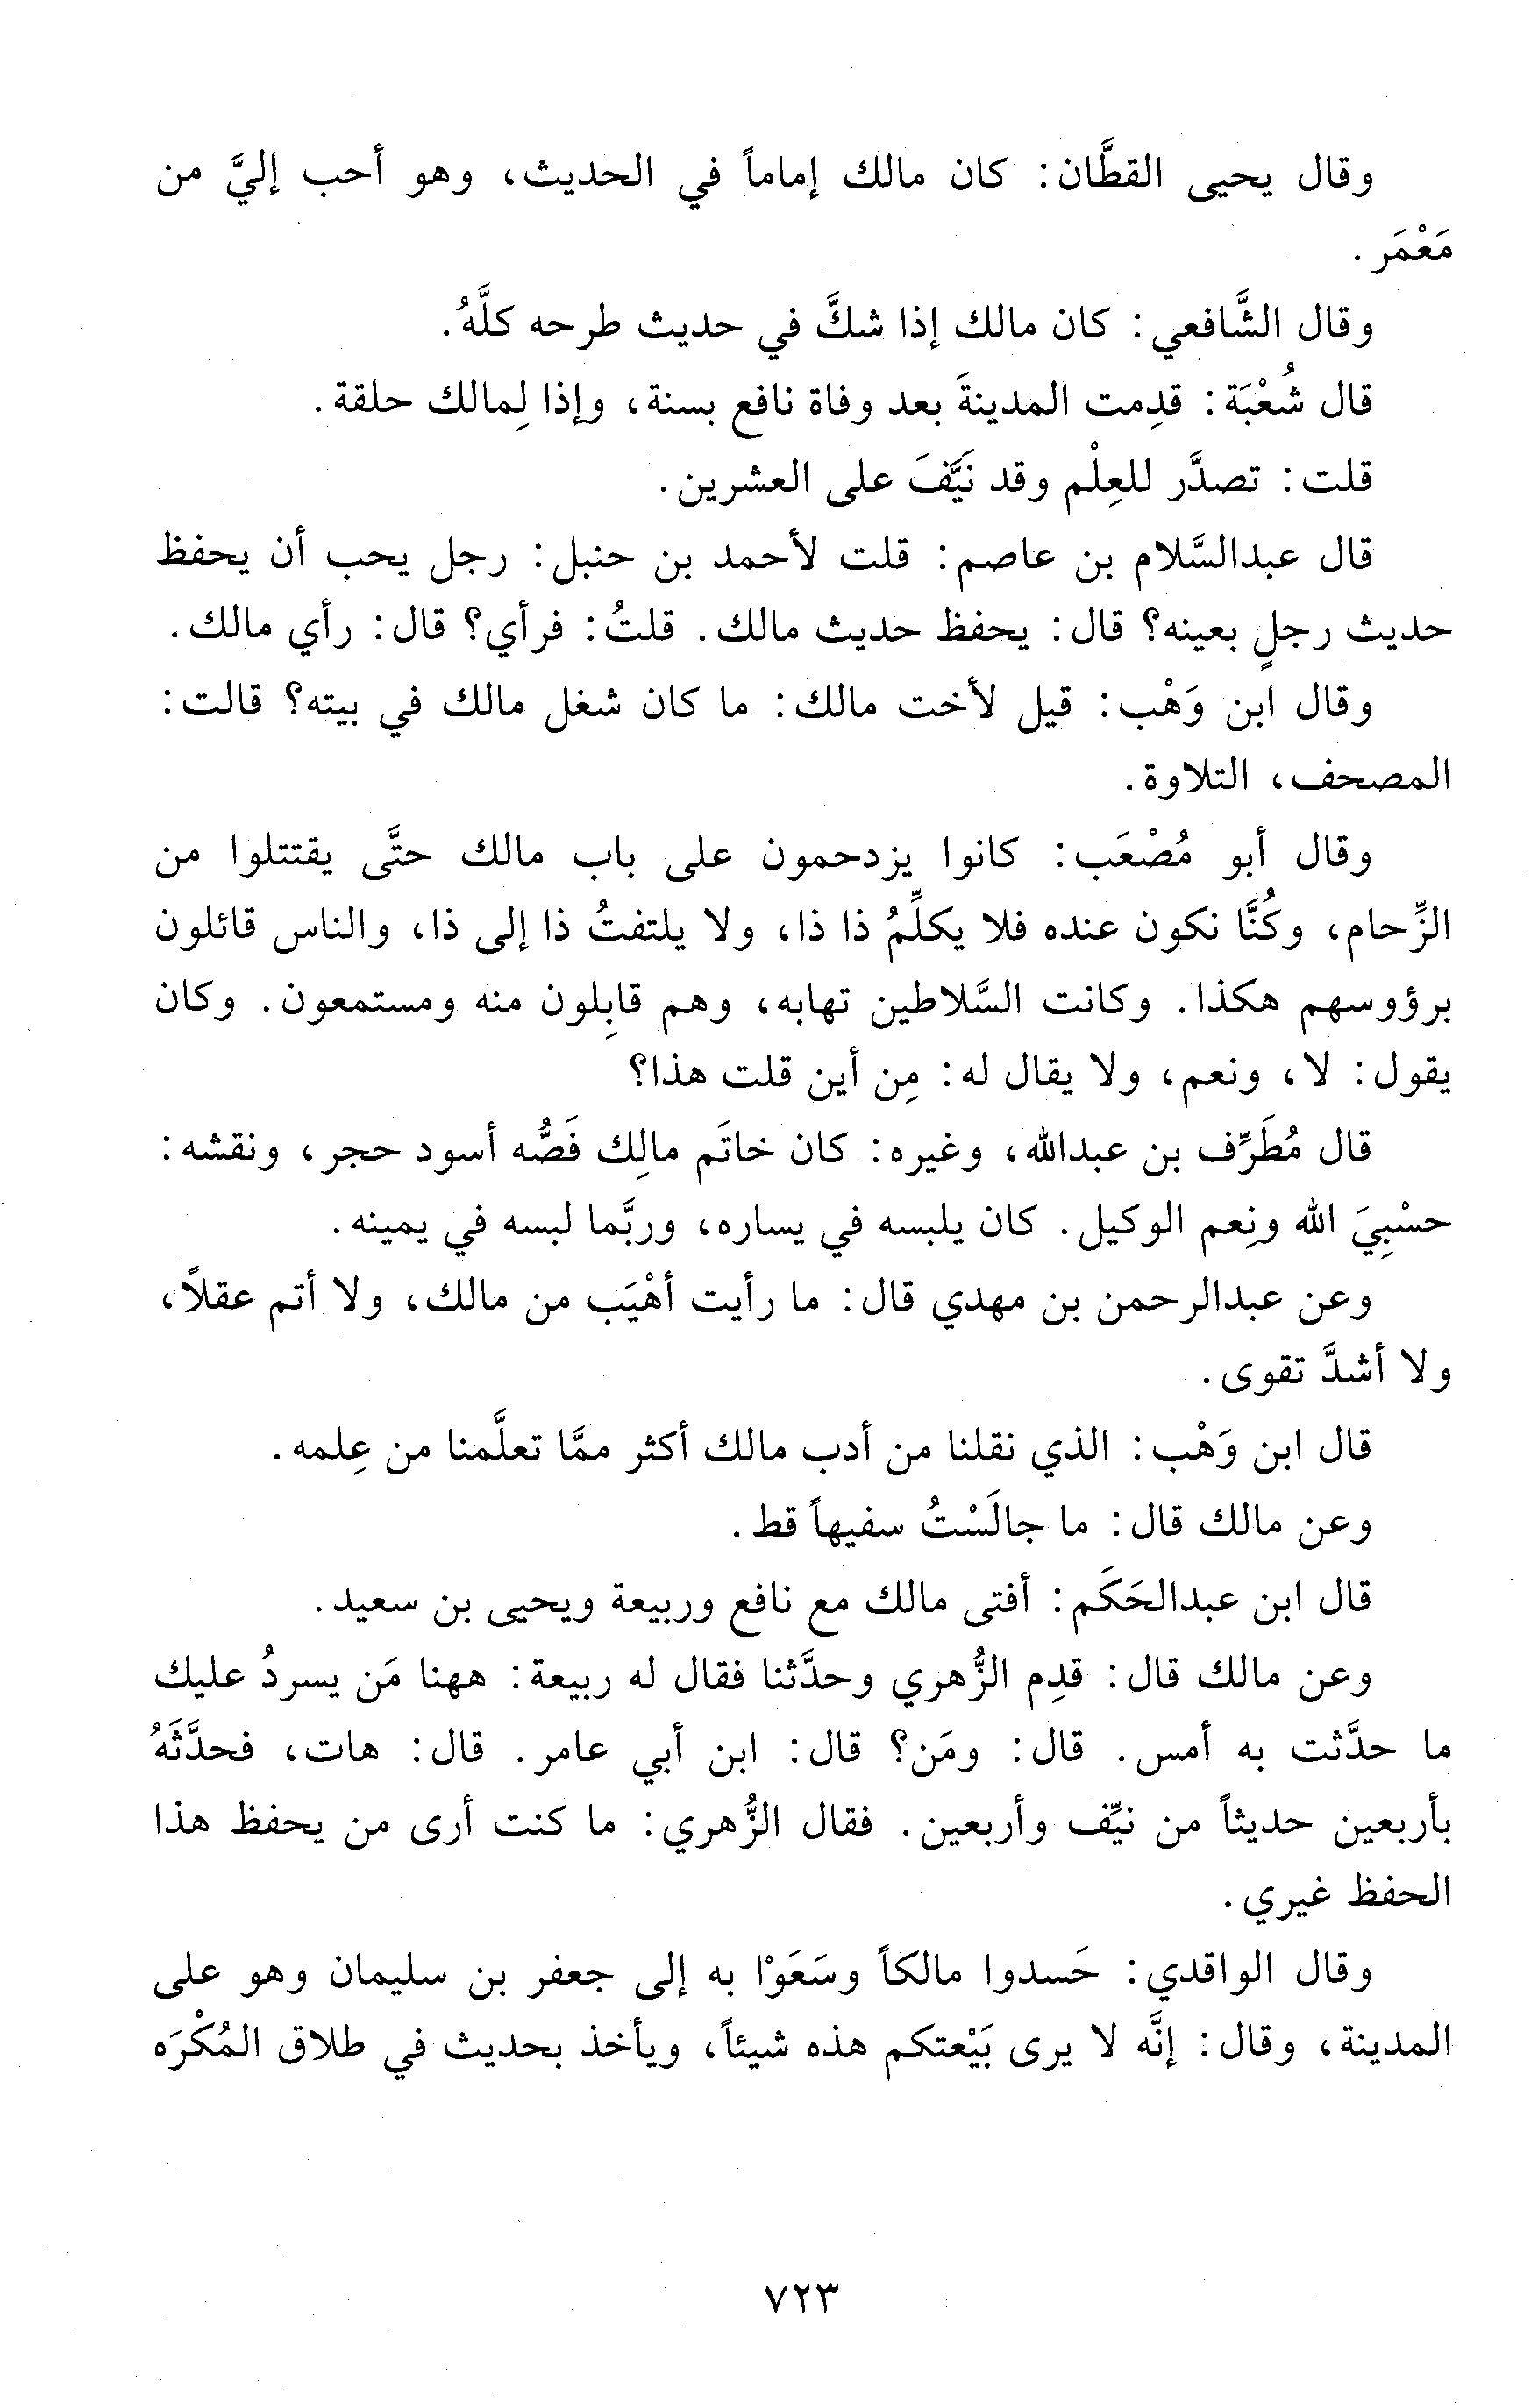 وقال يحيى القطَّان: كان مالك إماماً في الحديث، وهو أحب إليَّ من
مَعْمَر.
وقال الشَّافعي: كان مالك إذا شكَّ في حديث طرحه كلَّهُ.
قال شُعْبَة: قدِمت المدينةَ بعد وفاة نافع بسنة، وإذا لِمالك حلقة.
قلت: تصدَّر للعِلْم وقد نَيَّفَ على العشرين.
قال عبدالسَّلام بن عاصم: قلت لأحمد بن حنبل: رجل يحب أن يحفظ
حديث رجلٍ بعينه؟ قال: يحفظ حديث مالك. قلتُ: فرأي؟ قال: رأي مالك.
وقال ابن وَهْب: قيل لأخت مالك: ما كان شغل مالك في بيته؟ قالت:
المصحف، التلاوة.
وقال أبو مُصْعَب: كانوا يزدحمون على باب مالك حتَّى يقتتلوا من
الزِّحام، وكُنَّا نكون عنده فلا يكلِّمُ ذا ذا، ولا يلتفتُ ذا إلى ذا، والناس قائلون
برؤوسهم هكذا. وكانت السَّلاطين تهابه، وهم قابِلون منه ومستمعون. وكان
يقول: لا، ونعم، ولا يقال له: مِن أين قلت هذا؟
قال مُطَرِّف بن عبدالله، وغيره: كان خاتَم مالِك فَصُّه أسود حجر، ونقشه:
حسْبِيَ الله ونِعم الوكيل. كان يلبسه في يساره، وربَّما لبسه في يمينه.
وعن عبدالرحمن بن مهدي قال: ما رأيت أهْيَب من مالك، ولا أتم عقلاً،
ولا أشدَّ تقوى.
قال ابن وَهْب: الذي نقلنا من أدب مالك أكثر ممَّا تعلَّمنا من عِلمه.
وعن مالك قال: ما جالَسْتُ سفيهاً قط.
قال ابن عبدالحَكَم: أفتى مالك مع نافع وربيعة ويحيى بن سعيد.
وعن مالك قال: قدِم الزُّهري وحدَّثنا فقال له ربيعة: ههنا مَن يسردُ عليك
ما حدَّثت به أمس. قال: ومَن؟ قال: ابن أبي عامر. قال: هات، فحدَّثَهُ
بأربعين حديثاً من نيِّف وأربعين. فقال الزُّهري: ما كنت أرى من يحفظ هذا
الحفظ غيري.
وقال الواقدي: حَسدوا مالكاً وسَعَوْا به إلى جعفر بن سليمان وهو على
المدينة، وقال: إنَّه لا يرى بَيْعتكم هذه شيئاً، ويأخذ بحديث في طلاق المُكْرَه
٧٢٣